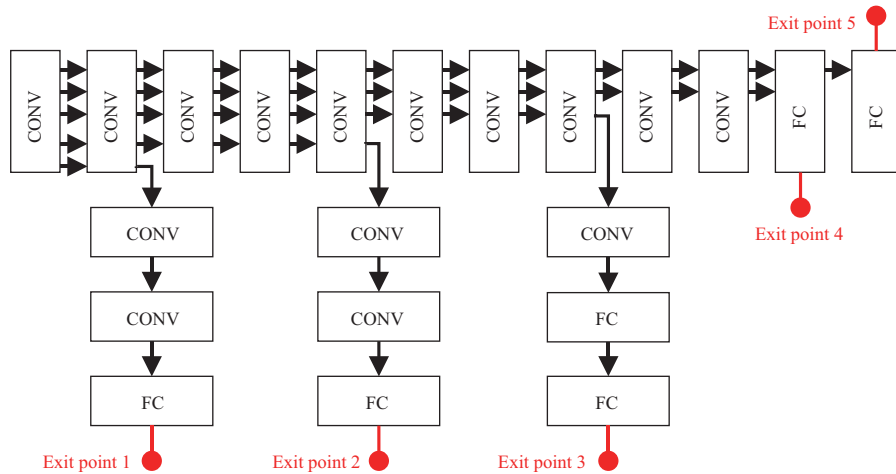 Exit point 5
CONV
CONV
CONV
CONV
CONV
CONV
CONV
CONV
CONV
CONV
FC
FC
Exit point 4
CONV
CONV
CONV
CONV
CONV
FC
FC
FC
FC
Exit point 1
Exit point 2
Exit point 3